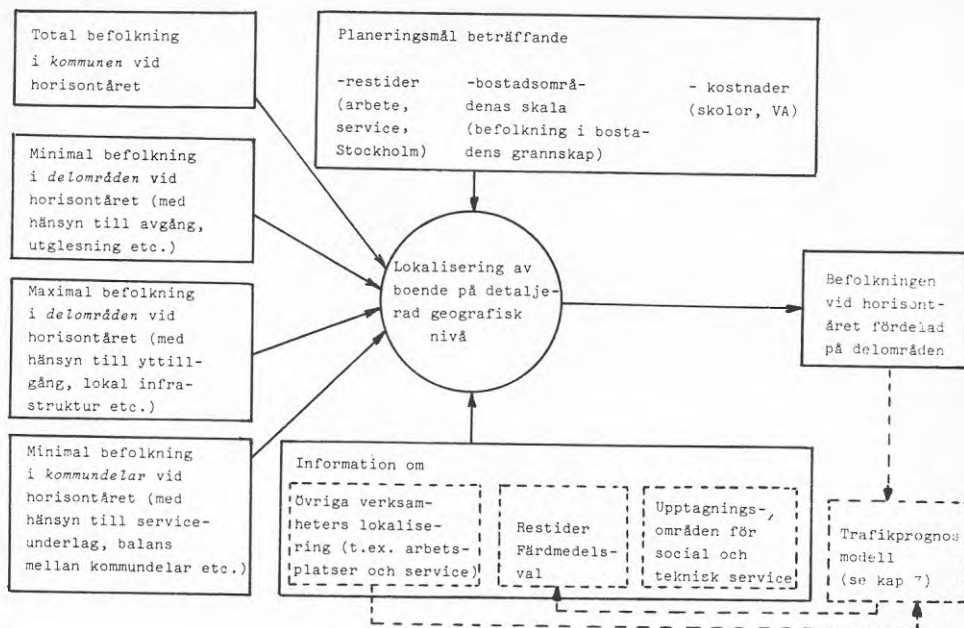 Total befolkning
i kommunen vid
horisontåret
Planeringsmål beträffande
-restider
(arbete,
service,
Stockholm)
-bostadsområ-
denas skala
(befolkning i bosta-
dens grannskap)
- kostnader
(skolor, VA)
Minimal befolkning
i delområden vid
horisontåret (med
hänsyn till avgång,
utglesning etc.)
Maximal befolkning
i delområden vid
horisontåret (med
hänsyn till yttill-
gång, lokal infra-
struktur etc.)
Minimal befolkning
i kommundelar vid
horisontåret (med
hänsyn till service-
underlag, balans
mellan kommundelar etc.)
Lokalisering av
boende på detalje-
rad geografisk
nivå
Befolkningen
vid horisont-
året fördelad
på delområden
Information om
Övriga verksam-
heters lokalise-
ring (t.ex. arbets-
platser och service)
Restider
Färdmedels-
val
Upptagnings-
områden för
social och
teknisk service
Trafikprognos
modell
(se kap 7)